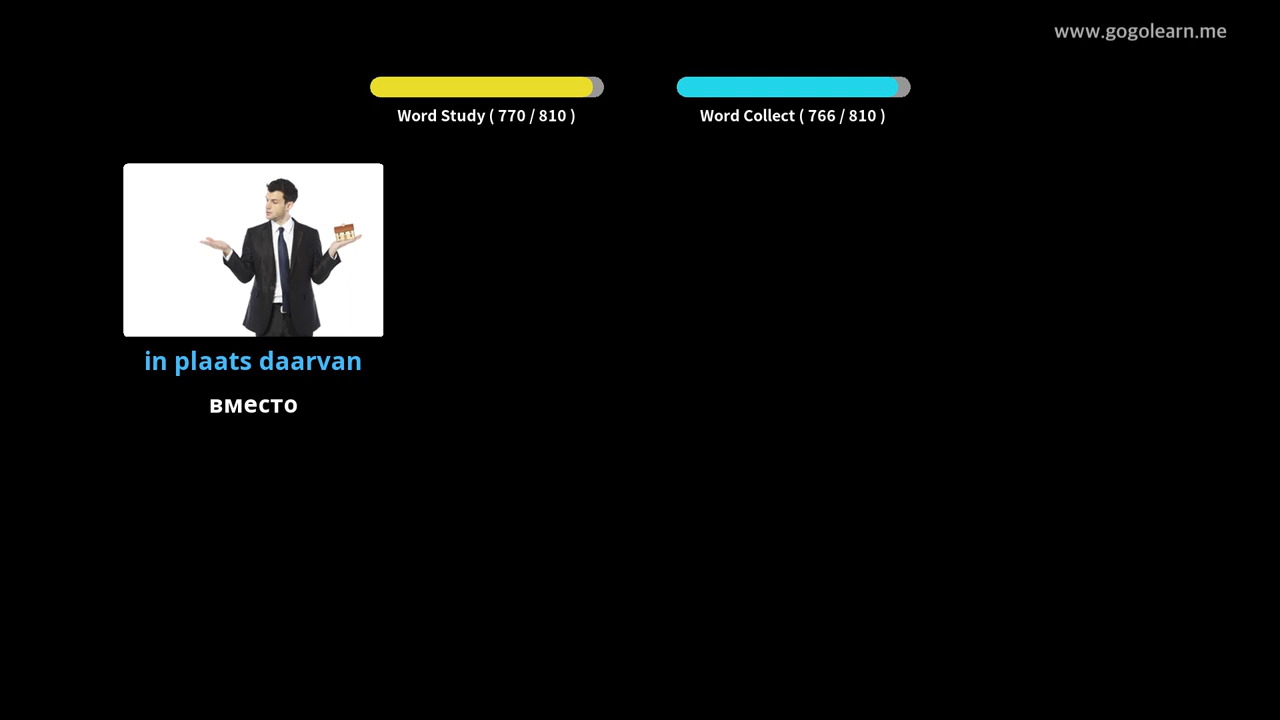 www.gogolearn.me
Word Study ( 770 / 810 )
Word Collect ( 766 / 810 )
in plaats daarvan
вместо